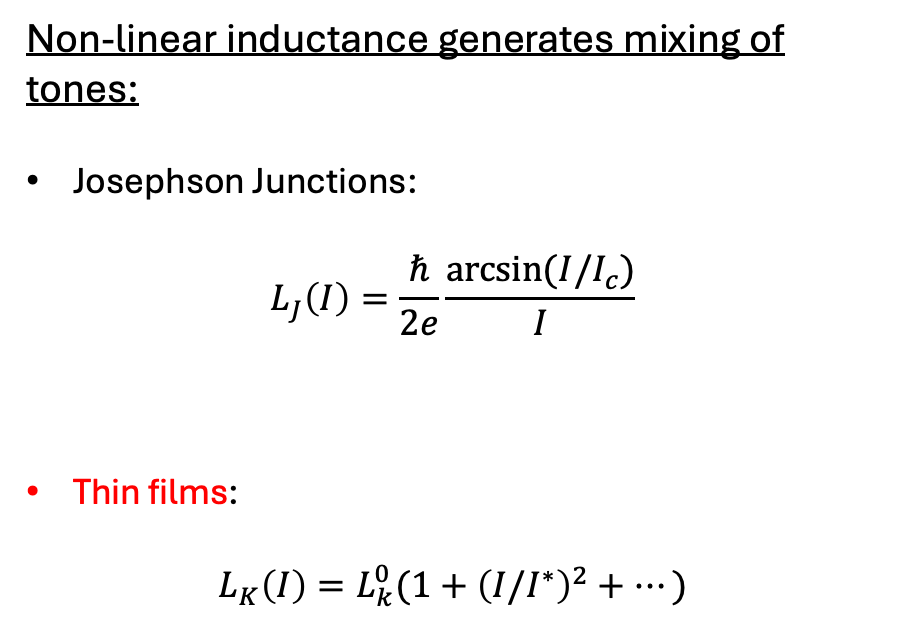 Non-linear inductance generates mixing of
tones:
• Josephson Junctions:
L_J(I) = ℏ/2e arcsin(I/I_c)/I
• Thin films:
L_K(I) = L_k^0(1 + (I/I*)^2 + ⋯)